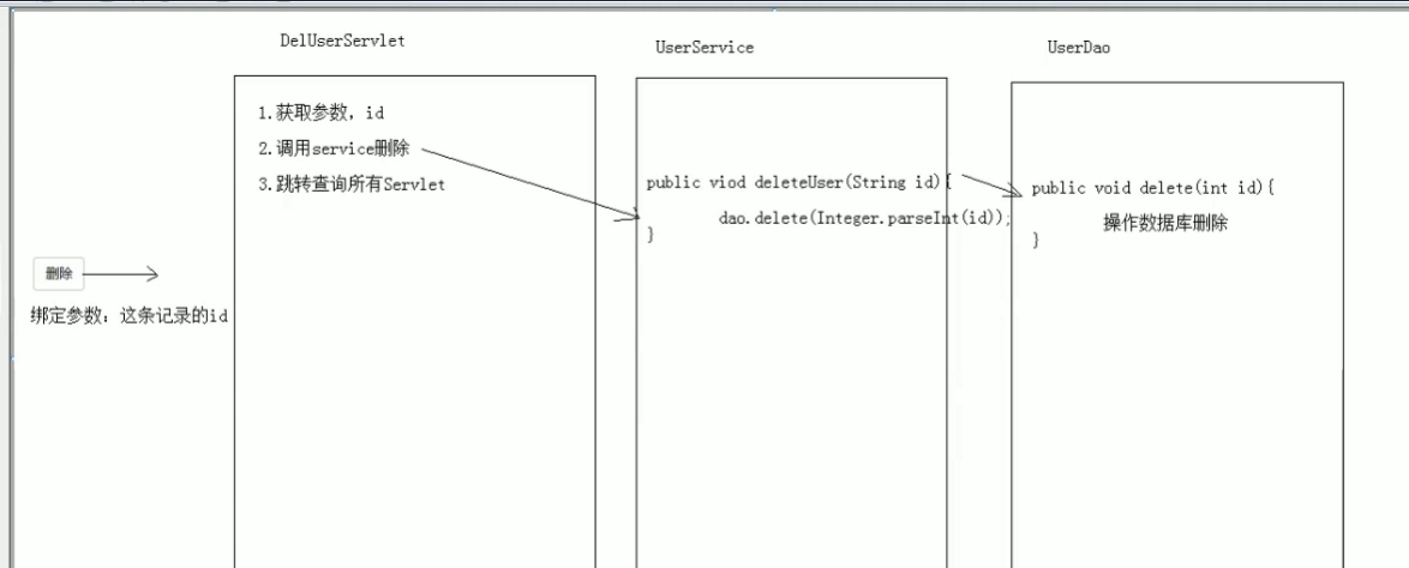 DelUserServlet
UserService
UserDao
1.获取参数，id
2.调用service删除
3.跳转查询所有Servlet
public viod deleteUser(String id){
dao.delete(Integer.parseInt(id));
}
public void delete(int id){
操作数据库删除
}
删除
绑定参数：这条记录的id